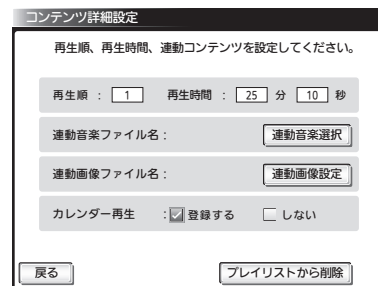 コンテンツ詳細設定
再生順、再生時間、連動コンテンツを設定してください。
再生順 : 1 再生時間 : 25 分 10 秒
連動音楽ファイル名 : 連動音楽選択
連動画像ファイル名 : 連動画像設定
カレンダー再生 : 登録する しない
戻る プレイリストから削除